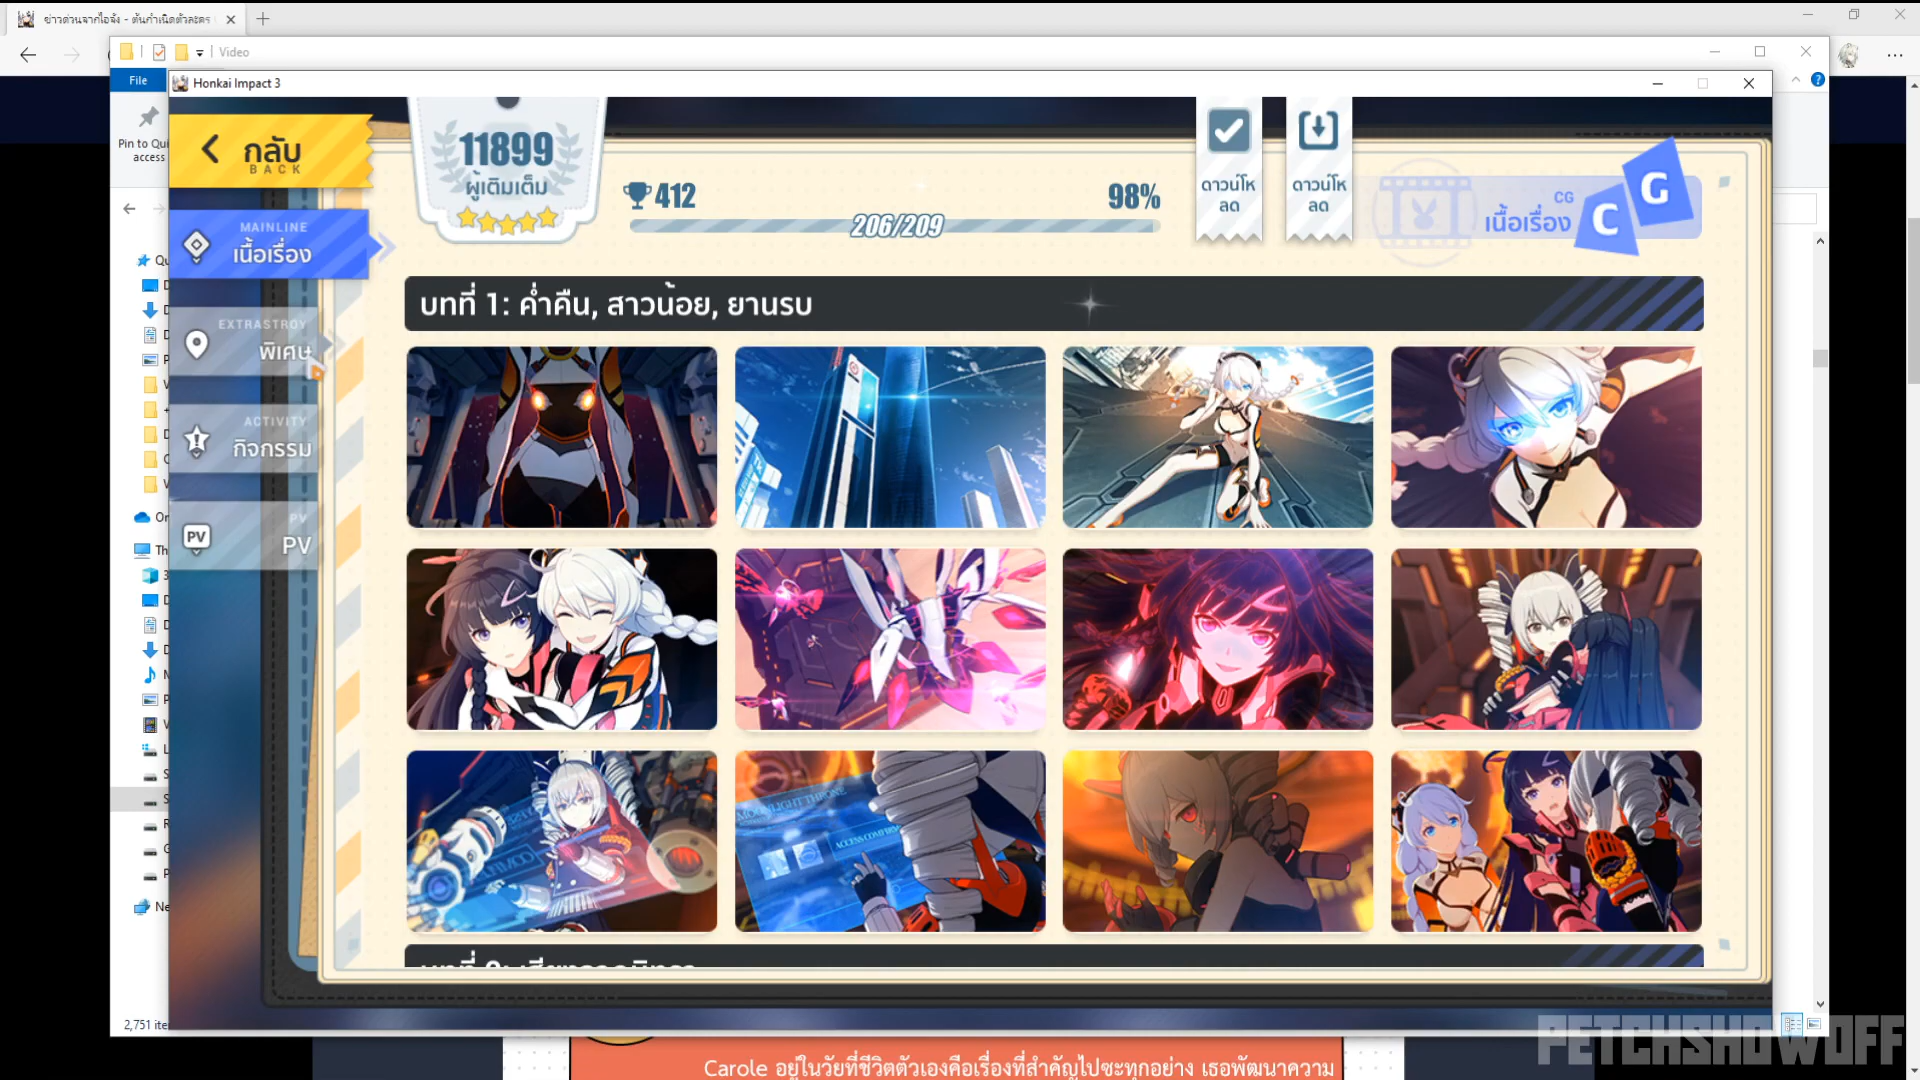 ข่าวด่วนจากไอจัง - ต้นกำเนิดตัวละคร
Video
File
Honkai Impact 3
Pin to Qui
access
กลับ
BACK
11899
ผู้เติมเต็ม
412
98%
206/209
ดาวน์โห
ลด
ดาวน์โห
ลด
CG
เนื้อเรื่อง
C G
MAINLINE
เนื้อเรื่อง
EXTRASTROY
พิเศษ
ACTIVITY
กิจกรรม
PV
PV
PV
บทที่ 1: ค่ำคืน, สาวน้อย, ยานรบ
MOONLIGHT THRONE
2,751 ite
PETCHSHOWOFF
Carole อยู่ในวัยที่ชีวิตตัวเองคือเรื่องที่สำคัญไปซะทุกอย่าง เธอพัฒนาความ